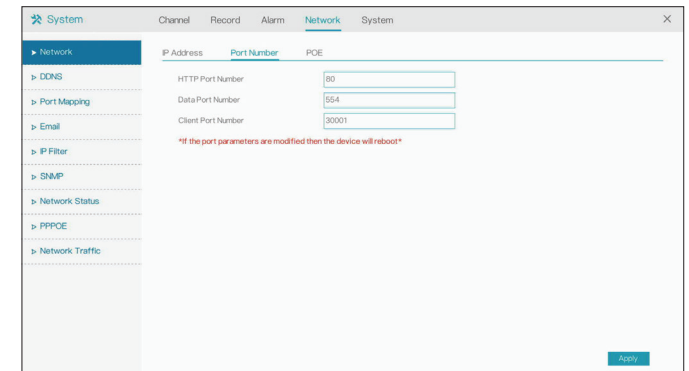 System
Channel Record Alarm Network System
Network
IP Address Port Number POE
DDNS
HTTP Port Number 80
Port Mapping
Data Port Number 554
Email
Client Port Number 30001
*If the port parameters are modified then the device will reboot*
IP Filter
SNMP
Network Status
PPPOE
Network Traffic
Apply